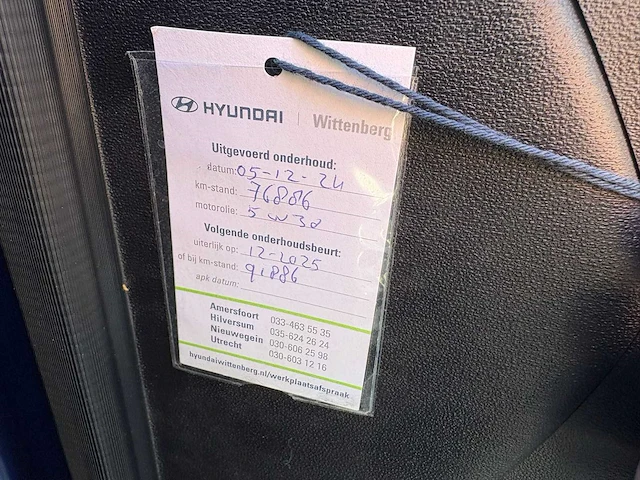 HYUNDAI | Wittenberg
Uitgevoerd onderhoud:
datum: 05-12-24
km-stand: 76886
motorolie: 5w30
Volgende onderhoudsbeurt:
uiterlijk op: 12-2025
of bij km-stand: 91886
apk datum:
Amersfoort 033-463 55 35
Hilversum 035-624 26 24
Nieuwegein 030-606 25 98
Utrecht 030-603 12 16
hyundaiwittenberg.nl/werkplaatsafspraak